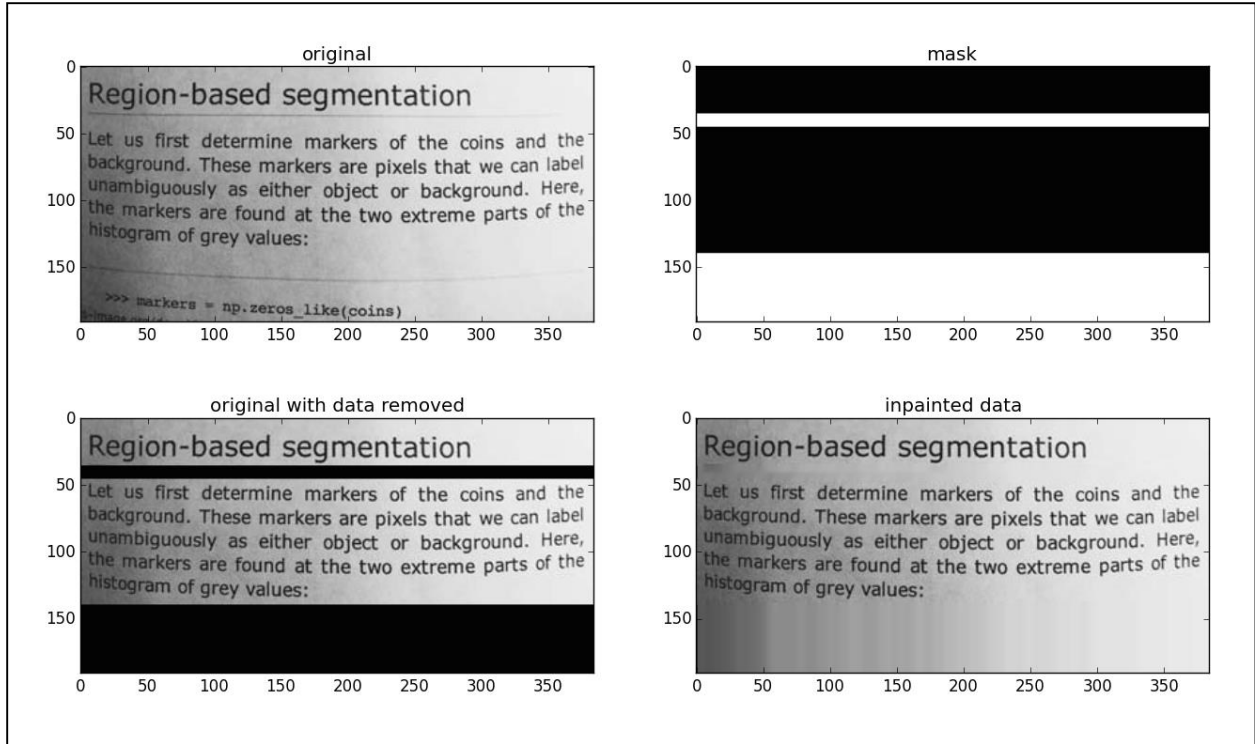 original
0
50
100
150
Region-based segmentation
Let us first determine markers of the coins and the
background. These markers are pixels that we can label
unambiguously as either object or background. Here,
the markers are found at the two extreme parts of the
histogram of grey values:
>>> markers = np.zeros_like(coins)
0 50 100 150 200 250 300 350
mask
0
50
100
150
0 50 100 150 200 250 300 350
original with data removed
0
50
100
150
Region-based segmentation
Let us first determine markers of the coins and the
background. These markers are pixels that we can label
unambiguously as either object or background. Here,
the markers are found at the two extreme parts of the
histogram of grey values:
0 50 100 150 200 250 300 350
inpainted data
0
50
100
150
Region-based segmentation
Let us first determine markers of the coins and the
background. These markers are pixels that we can label
unambiguously as either object or background. Here,
the markers are found at the two extreme parts of the
histogram of grey values:
0 50 100 150 200 250 300 350